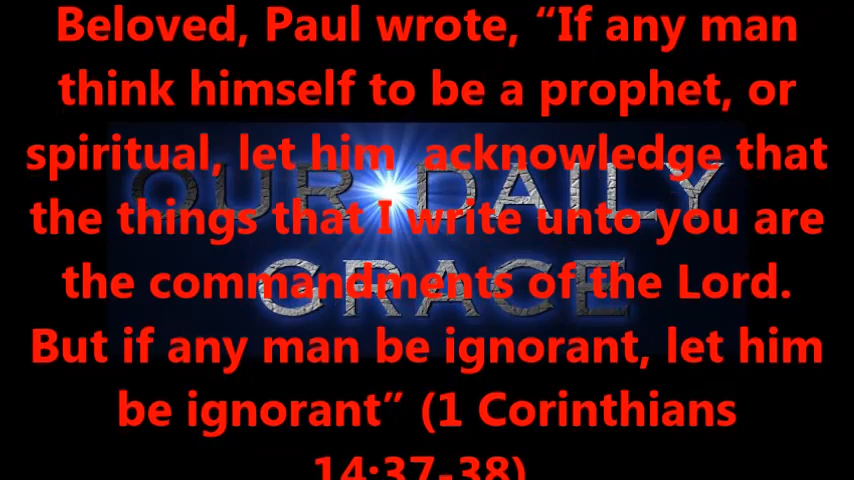 Beloved, Paul wrote, “If any man
think himself to be a prophet, or
spiritual, let him  acknowledge that
OUR DAILY
the things that I write unto you are
the commandments of the Lord.
GRACE
But if any man be ignorant, let him
be ignorant” (1 Corinthians
14:37-38)